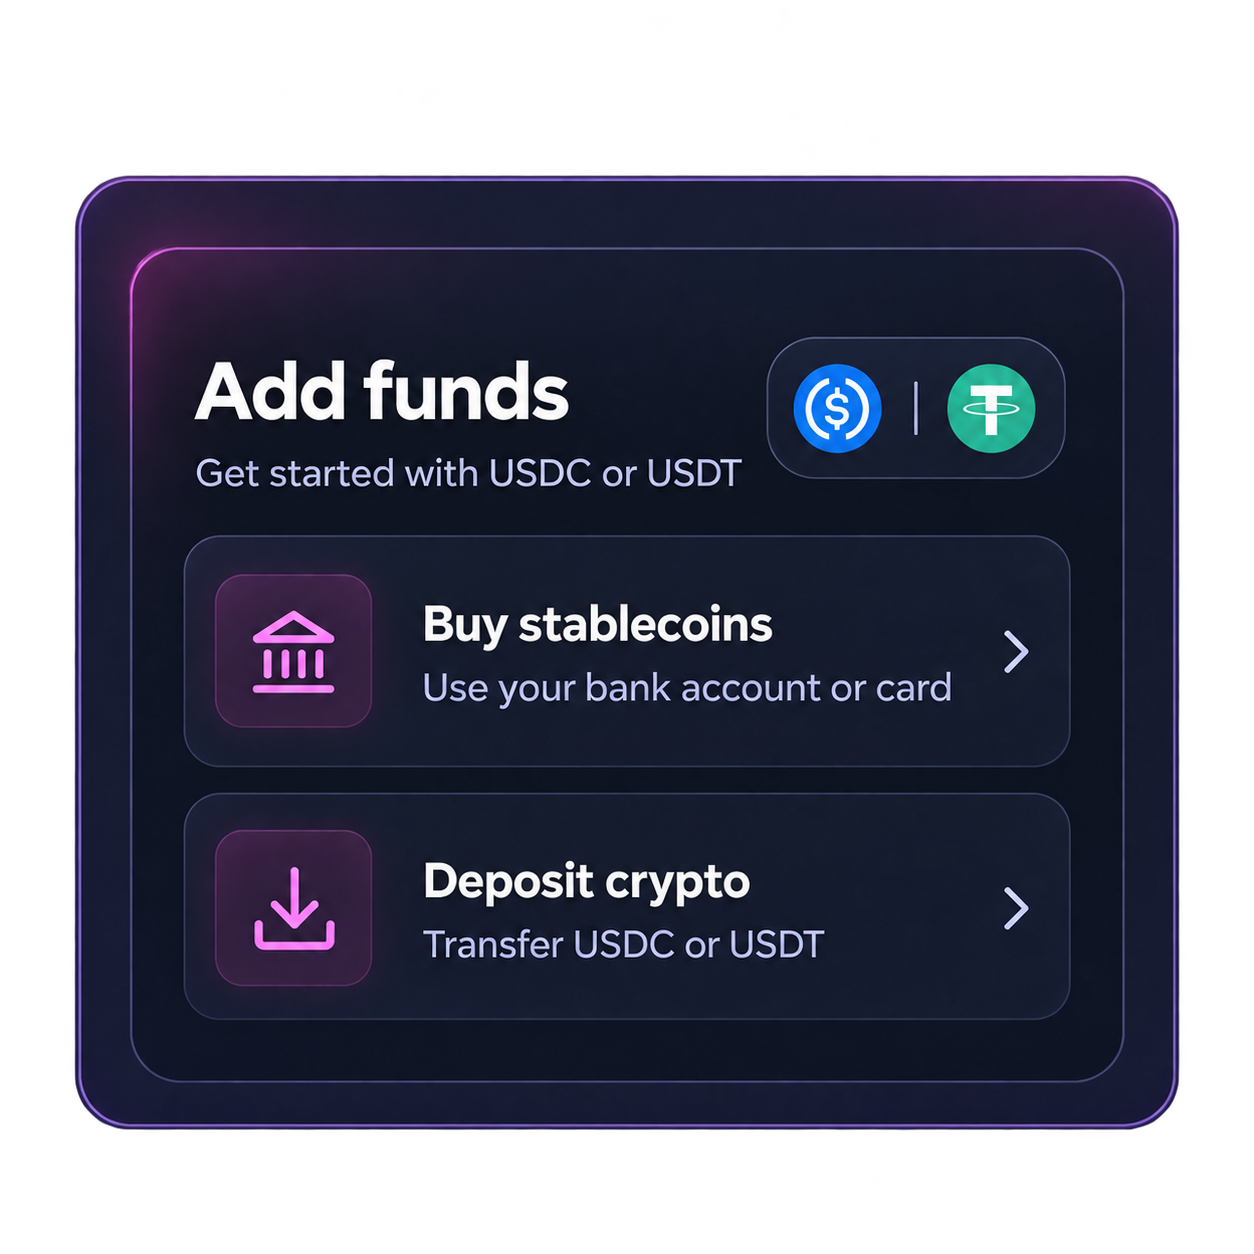 Add funds
Get started with USDC or USDT
Buy stablecoins
Use your bank account or card
Deposit crypto
Transfer USDC or USDT